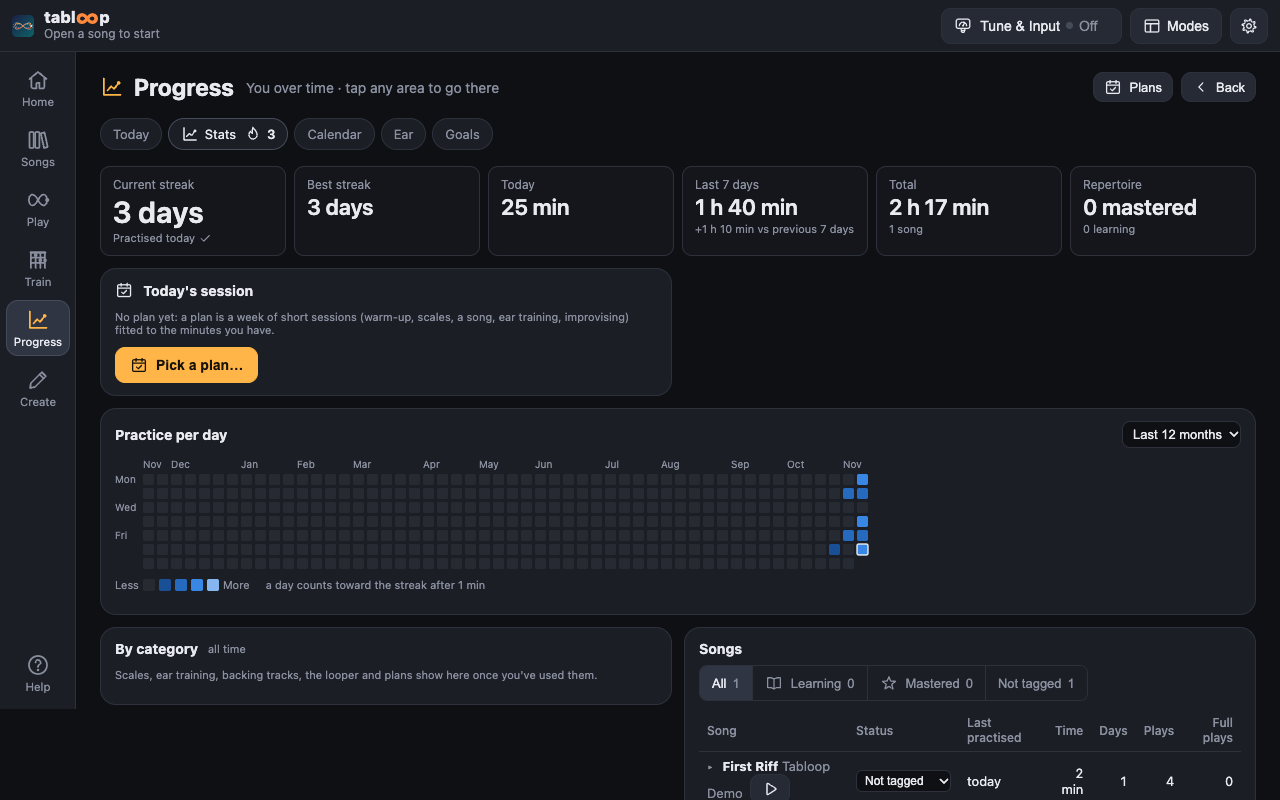 tabloop
Open a song to start
Tune & Input Off
Modes
Home
Songs
Play
Train
Progress
Create
Help
Progress You over time · tap any area to go there
Plans
Back
Today
Stats 3
Calendar
Ear
Goals
Current streak
3 days
Practised today ✓
Best streak
3 days
Today
25 min
Last 7 days
1 h 40 min
+1 h 10 min vs previous 7 days
Total
2 h 17 min
1 song
Repertoire
0 mastered
0 learning
Today's session
No plan yet: a plan is a week of short sessions (warm-up, scales, a song, ear training, improvising)
fitted to the minutes you have.
Pick a plan...
Practice per day
Last 12 months
Nov Dec Jan Feb Mar Apr May Jun Jul Aug Sep Oct Nov
Mon
Wed
Fri
Less More a day counts toward the streak after 1 min
By category all time
Scales, ear training, backing tracks, the looper and plans show here once you've used them.
Songs
All 1
Learning 0
Mastered 0
Not tagged 1
Song Status Last practised Time Days Plays Full plays
First Riff Tabloop Demo Not tagged today 2 min 1 4 0